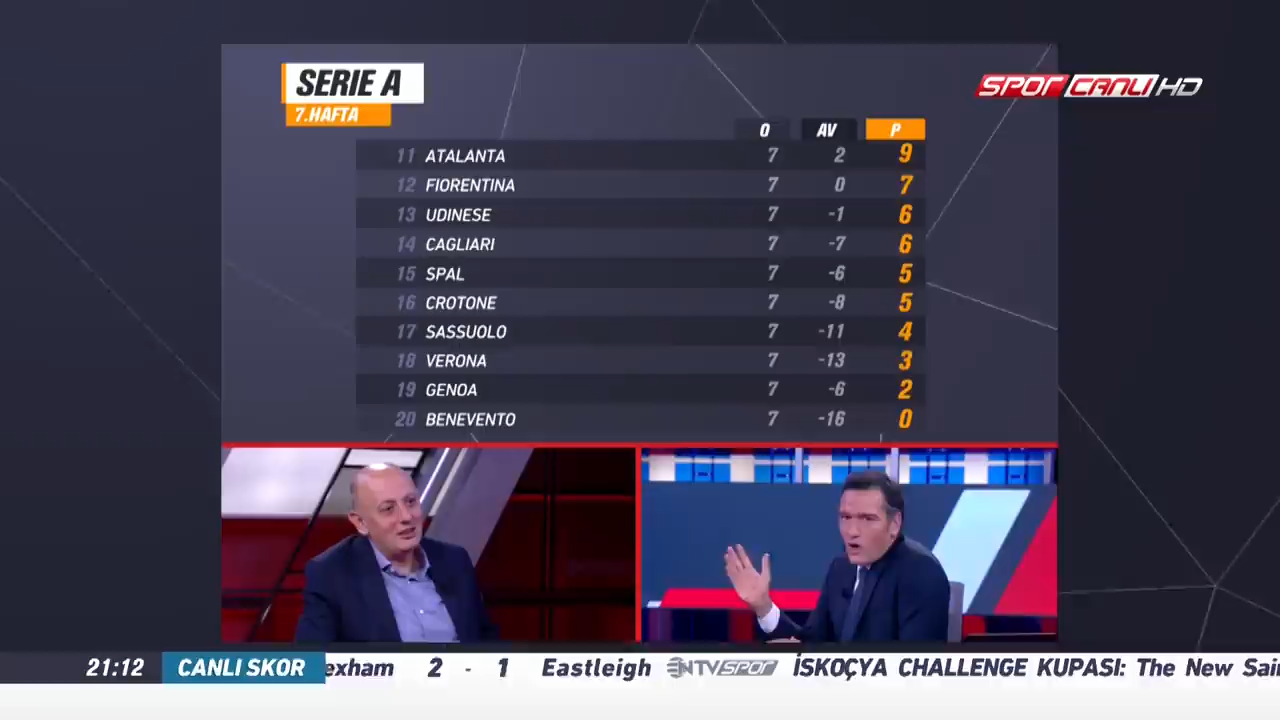 SERIE A
7.HAFTA
SPOR CANLI HD
O AV P
11 ATALANTA 7 2 9
12 FIORENTINA 7 0 7
13 UDINESE 7 -1 6
14 CAGLIARI 7 -7 6
15 SPAL 7 -6 5
16 CROTONE 7 -8 5
17 SASSUOLO 7 -11 4
18 VERONA 7 -13 3
19 GENOA 7 -6 2
20 BENEVENTO 7 -16 0
21:12 CANLI SKOR exham 2 - 1 Eastleigh NTVSPOR İSKOÇYA CHALLENGE KUPASI: The New Sai